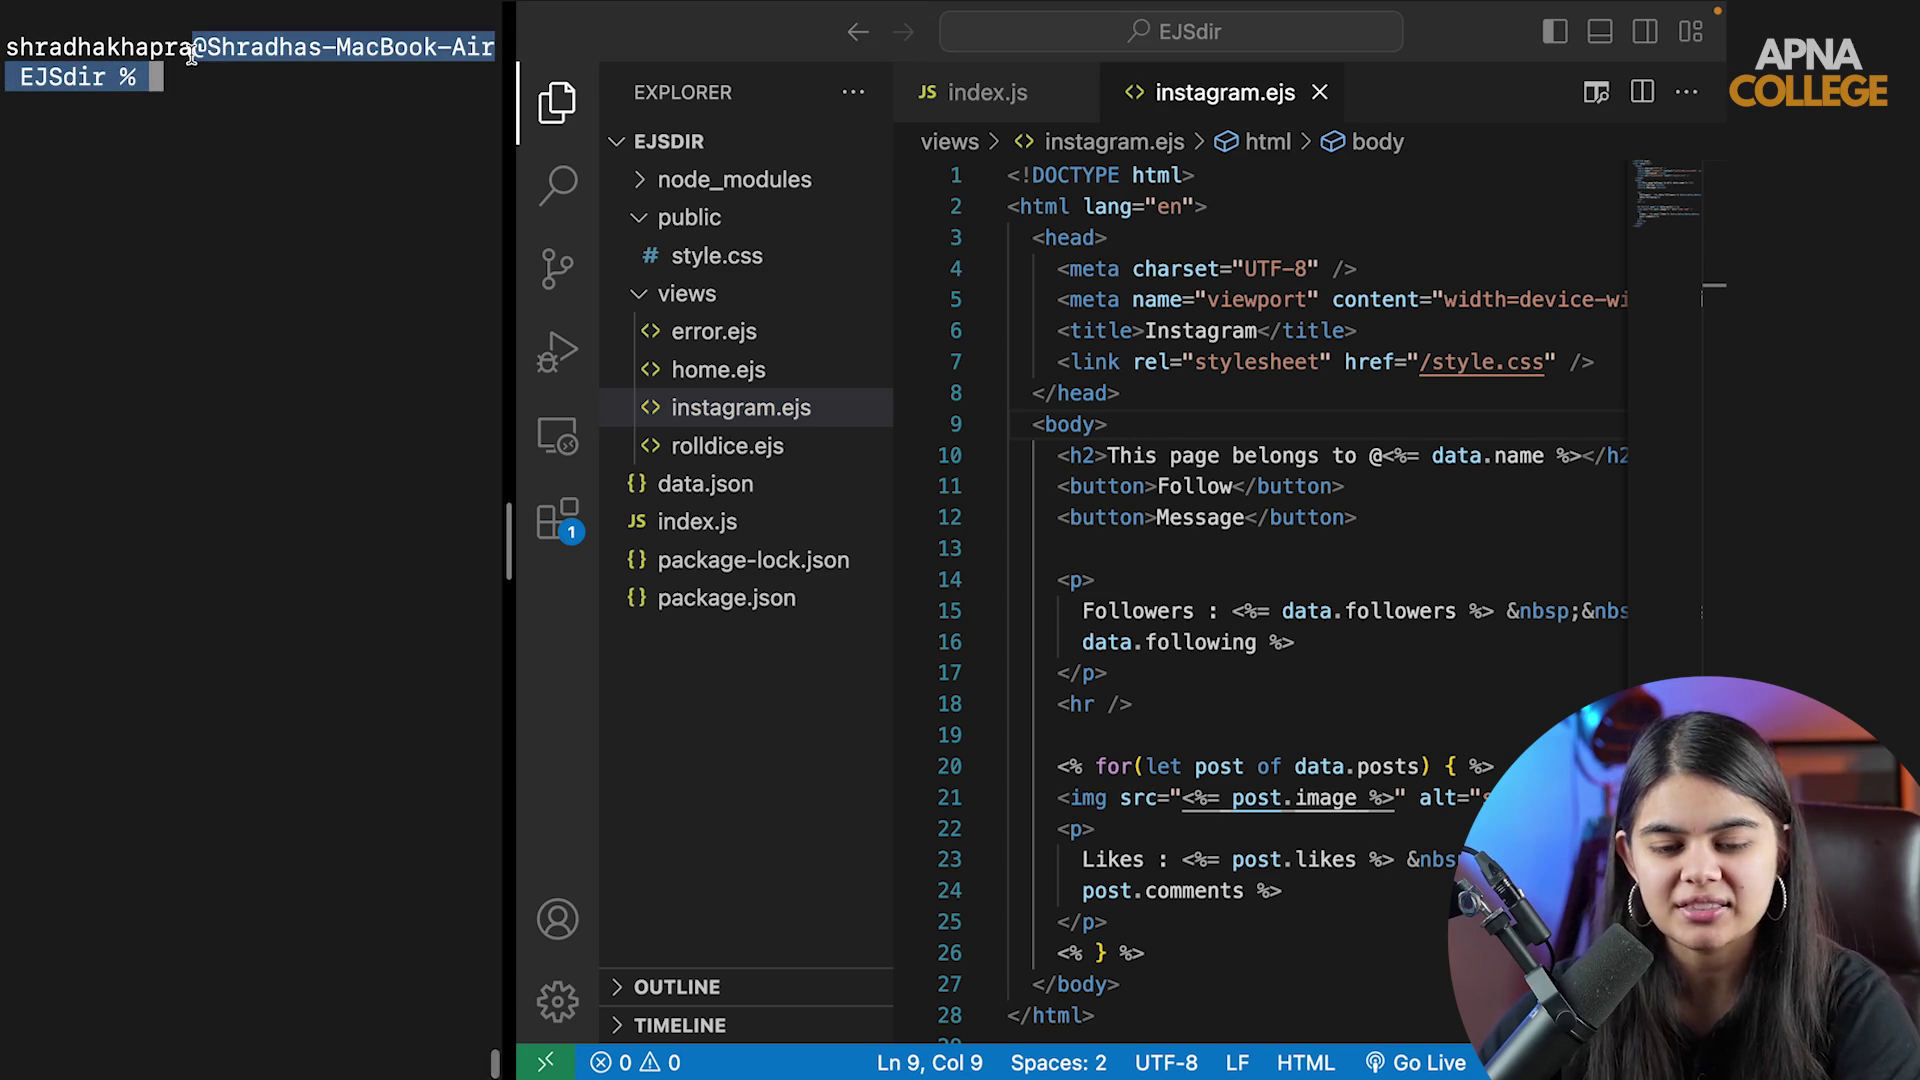 shradhakhapra@Shradhas-MacBook-Air
EJSdir %
EJSdir
APNA
COLLEGE
EXPLORER
EJSDIR
node_modules
public
# style.css
views
<> error.ejs
<> home.ejs
<> instagram.ejs
<> rolldice.ejs
{} data.json
JS index.js
{} package-lock.json
{} package.json
1
OUTLINE
TIMELINE
JS index.js
<> instagram.ejs
views > <> instagram.ejs > html > body
1 <!DOCTYPE html>
2 <html lang="en">
3 <head>
4 <meta charset="UTF-8" />
5 <meta name="viewport" content="width=device-wi
6 <title>Instagram</title>
7 <link rel="stylesheet" href="/style.css" />
8 </head>
9 <body>
10 <h2>This page belongs to @<%= data.name %></h2
11 <button>Follow</button>
12 <button>Message</button>
13
14 <p>
15 Followers : <%= data.followers %> &nbsp;&nbs
16 data.following %>
17 </p>
18 <hr />
19
20 <% for(let post of data.posts) { %>
21 <img src="<%= post.image %>" alt="<
22 <p>
23 Likes : <%= post.likes %> &nbs
24 post.comments %>
25 </p>
26 <% } %>
27 </body>
28 </html>
0 0
Ln 9, Col 9
Spaces: 2
UTF-8
LF
HTML
Go Live